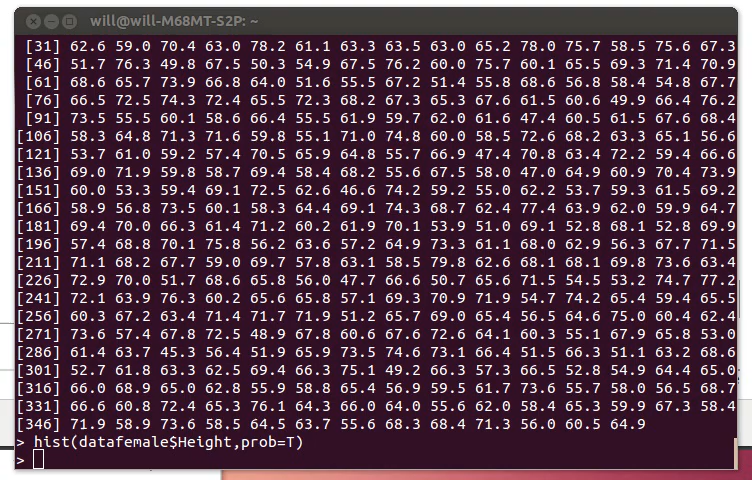 will@will-M68MT-S2P: ~
[31] 62.6 59.0 70.4 63.0 78.2 61.1 63.3 63.5 63.0 65.2 78.0 75.7 58.5 75.6 67.3
[46] 51.7 76.3 49.8 67.5 50.3 54.9 67.5 76.2 60.0 75.7 60.1 65.5 69.3 71.4 70.9
[61] 68.6 65.7 73.9 66.8 64.0 51.6 55.5 67.2 51.4 55.8 68.6 56.8 58.4 54.8 67.7
[76] 66.5 72.5 74.3 72.4 65.5 72.3 68.2 67.3 65.3 67.6 61.5 60.6 49.9 66.4 76.2
[91] 73.5 55.5 60.1 58.6 66.4 55.5 61.9 59.7 62.0 61.6 47.4 60.5 61.5 67.6 68.4
[106] 58.3 64.8 71.3 71.6 59.8 55.1 71.0 74.8 60.0 58.5 72.6 68.2 63.3 65.1 56.6
[121] 53.7 61.0 59.2 57.4 70.5 65.9 64.8 55.7 66.9 47.4 70.8 63.4 72.2 59.4 66.6
[136] 69.0 71.9 59.8 58.7 69.4 58.4 68.2 55.6 67.5 58.0 47.0 64.9 60.9 70.4 73.9
[151] 60.0 53.3 59.4 69.1 72.5 62.6 46.6 74.2 59.2 55.0 62.2 53.7 59.3 61.5 69.2
[166] 58.9 56.8 73.5 60.1 58.3 64.4 69.1 74.3 68.7 62.4 77.4 63.9 62.0 59.9 64.7
[181] 69.4 70.0 66.3 61.4 71.2 60.2 61.9 70.1 53.9 51.0 69.1 52.8 68.1 52.8 69.9
[196] 57.4 68.8 70.1 75.8 56.2 63.6 57.2 64.9 73.3 61.1 68.0 62.9 56.3 67.7 71.5
[211] 71.1 68.2 67.7 59.0 69.7 57.8 63.1 58.5 79.8 62.6 68.1 68.1 69.8 73.6 63.4
[226] 72.9 70.0 51.7 68.6 65.8 56.0 47.7 66.6 50.7 65.6 71.5 54.5 53.2 74.7 77.2
[241] 72.1 63.9 76.3 60.2 65.6 65.8 57.1 69.3 70.9 71.9 54.7 74.2 65.4 59.4 65.5
[256] 60.3 67.2 63.4 71.4 71.7 71.9 51.2 65.7 69.0 65.4 56.5 64.6 75.0 60.4 62.4
[271] 73.6 57.4 67.8 72.5 48.9 67.8 60.6 67.6 72.6 64.1 60.3 55.1 67.9 65.8 53.0
[286] 61.4 63.7 45.3 56.4 51.9 65.9 73.5 74.6 73.1 66.4 51.5 66.3 51.1 63.2 68.6
[301] 52.7 61.8 63.3 62.5 69.4 66.3 75.1 49.2 66.3 57.3 66.5 52.8 54.9 64.4 65.0
[316] 66.0 68.9 65.0 62.8 55.9 58.8 65.4 56.9 59.5 61.7 73.6 55.7 58.0 56.5 68.7
[331] 66.6 60.8 72.4 65.3 76.1 64.3 66.0 64.0 55.6 62.0 58.4 65.3 59.9 67.3 58.4
[346] 71.9 58.9 73.6 58.5 64.5 63.7 55.6 68.3 68.4 71.3 56.0 60.5 64.9
> hist(datafemale$Height,prob=T)
>